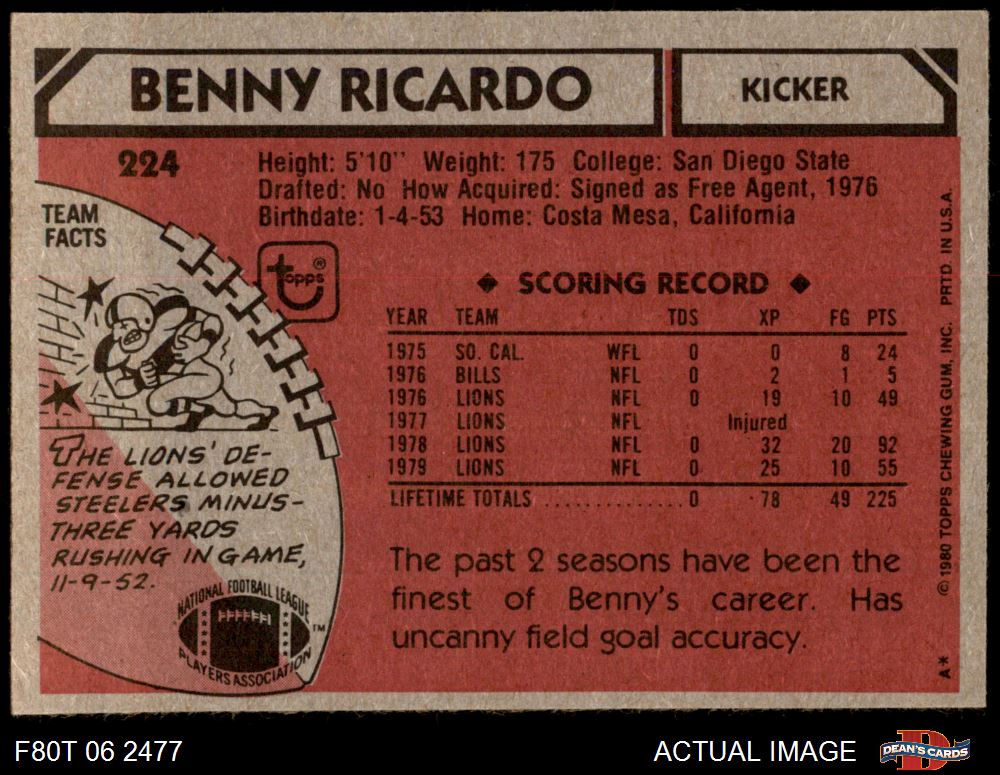 BENNY RICARDO
KICKER
224
Height: 5'10" Weight: 175 College: San Diego State
Drafted: No How Acquired: Signed as Free Agent, 1976
Birthdate: 1-4-53 Home: Costa Mesa, California
TEAM
FACTS
topps®
◆ SCORING RECORD ◆
YEAR TEAM TDS XP FG PTS
1975 SO. CAL. WFL 0 0 8 24
1976 BILLS NFL 0 2 1 5
1976 LIONS NFL 0 19 10 49
1977 LIONS NFL Injured
1978 LIONS NFL 0 32 20 92
1979 LIONS NFL 0 25 10 55
LIFETIME TOTALS ..............0 78 49 225
THE LIONS' DE-
FENSE ALLOWED
STEELERS MINUS-
THREE YARDS
RUSHING IN GAME,
11-9-52.
NATIONAL FOOTBALL LEAGUE
PLAYERS ASSOCIATION
TM
The past 2 seasons have been the
finest of Benny's career. Has
uncanny field goal accuracy.
© 1980 TOPPS CHEWING GUM, INC. PRTD. IN U.S.A.
A*
F80T 06 2477
ACTUAL IMAGE
D
DEAN'S CARDS